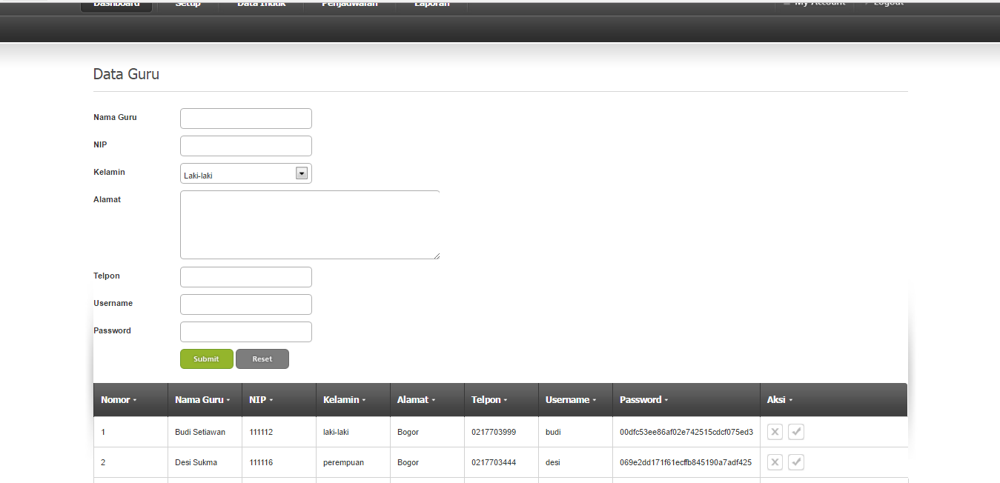 Dashboard Setup Data Induk Penjadwalan Laporan My Account Logout
Data Guru
Nama Guru
NIP
Kelamin Laki-laki
Alamat
Telpon
Username
Password
Submit Reset
Nomor Nama Guru NIP Kelamin Alamat Telpon Username Password Aksi
1 Budi Setiawan 111112 laki-laki Bogor 0217703999 budi 00dfc53ee86af02e742515cdcf075ed3
2 Desi Sukma 111116 perempuan Bogor 0217703444 desi 069e2dd171f61ecffb845190a7adf425